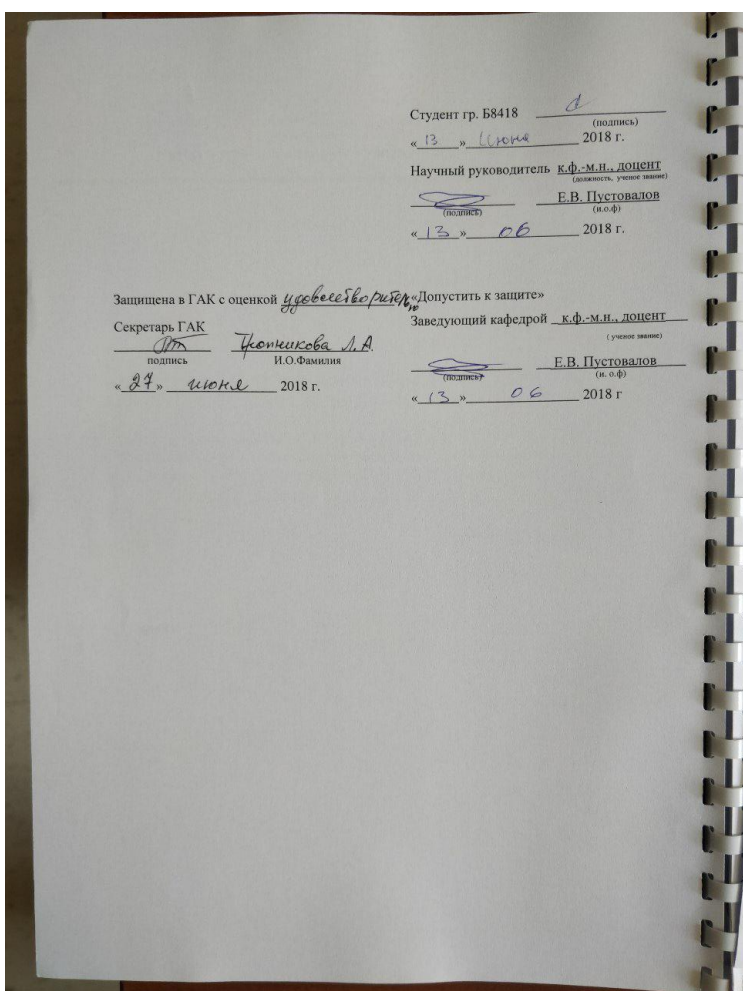 Студент гр. Б8418
(подпись)
« 13 » Июня 2018 г.
Научный руководитель к.ф.-м.н., доцент
(должность, ученое звание)
Е.В. Пустовалов
(подпись) (и.о.ф)
« 13 » 06 2018 г.
Защищена в ГАК с оценкой удовлетворительно
Секретарь ГАК
Тропникова Л.А
подпись И.О.Фамилия
« 27 » июня 2018 г.
«Допустить к защите»
Заведующий кафедрой к.ф.-м.н., доцент
( ученое звание)
Е.В. Пустовалов
(подпись) (и. о.ф)
« 13 » 06 2018 г